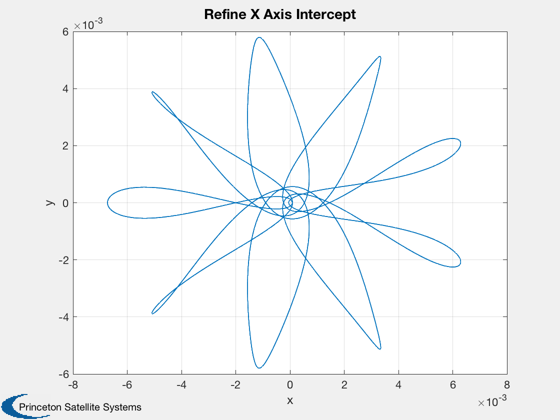 Refine X Axis Intercept
×10⁻³
6
4
2
0
-2
-4
-6
y
-8 -6 -4 -2 0 2 4 6 8
x
×10⁻³
Princeton Satellite Systems